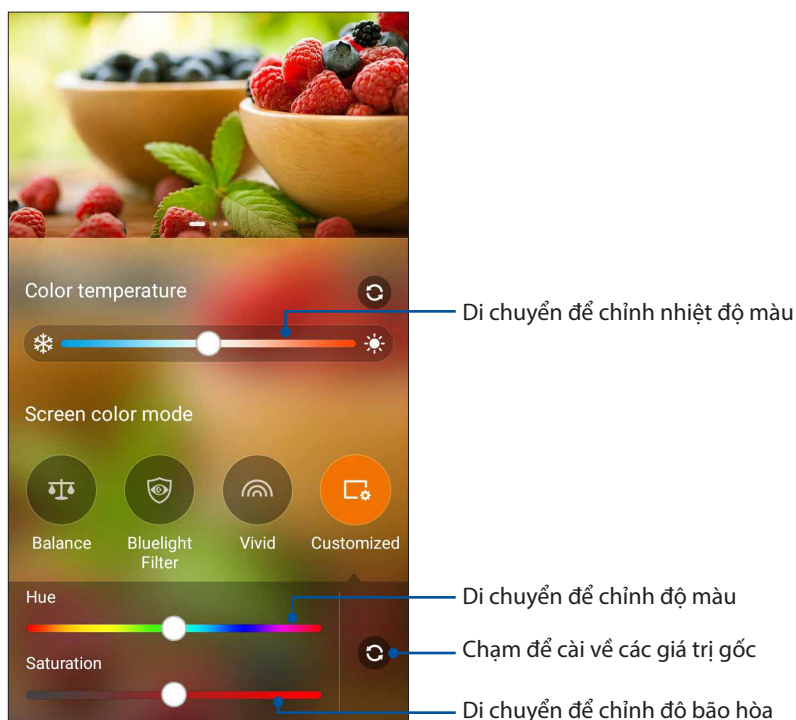 Color temperature
Di chuyển để chỉnh nhiệt độ màu
Screen color mode
Balance
Bluelight
Filter
Vivid
Customized
Hue
Di chuyển để chỉnh độ màu
Chạm để cài về các giá trị gốc
Saturation
Di chuyển để chỉnh độ bão hòa